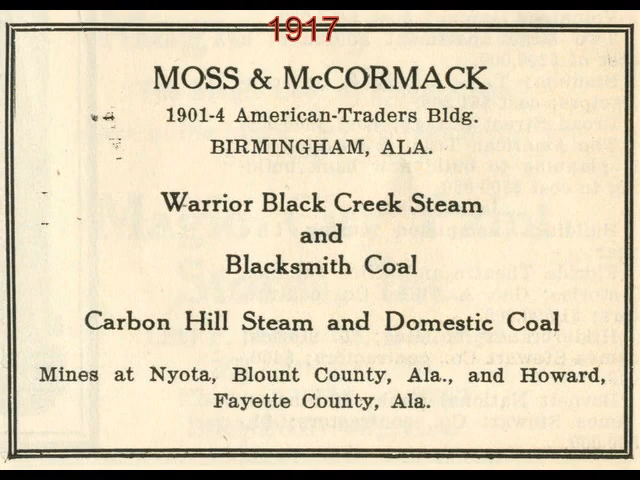 1917
MOSS & McCORMACK
1901-4 American-Traders Bldg.
BIRMINGHAM, ALA.
Warrior Black Creek Steam
and
Blacksmith Coal
Carbon Hill Steam and Domestic Coal
Mines at Nyota, Blount County, Ala., and Howard,
Fayette County, Ala.